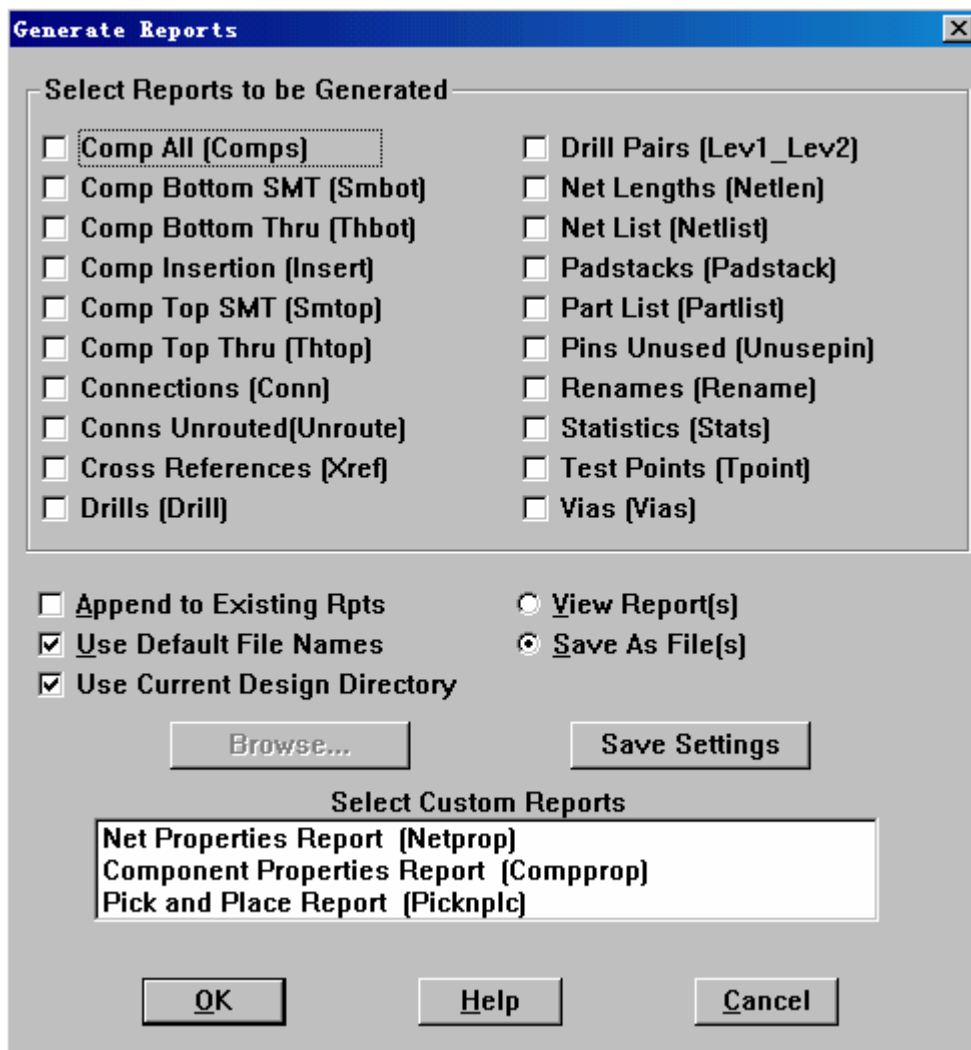 Generate Reports
Select Reports to be Generated
Comp All (Comps)
Comp Bottom SMT (Smbot)
Comp Bottom Thru (Thbot)
Comp Insertion (Insert)
Comp Top SMT (Smtop)
Comp Top Thru (Thtop)
Connections (Conn)
Conns Unrouted(Unroute)
Cross References (Xref)
Drills (Drill)
Drill Pairs (Lev1_Lev2)
Net Lengths (Netlen)
Net List (Netlist)
Padstacks (Padstack)
Part List (Partlist)
Pins Unused (Unusepin)
Renames (Rename)
Statistics (Stats)
Test Points (Tpoint)
Vias (Vias)
Append to Existing Rpts
Use Default File Names
Use Current Design Directory
View Report(s)
Save As File(s)
Browse...
Save Settings
Select Custom Reports
Net Properties Report (Netprop)
Component Properties Report (Compprop)
Pick and Place Report (Picknplc)
OK
Help
Cancel